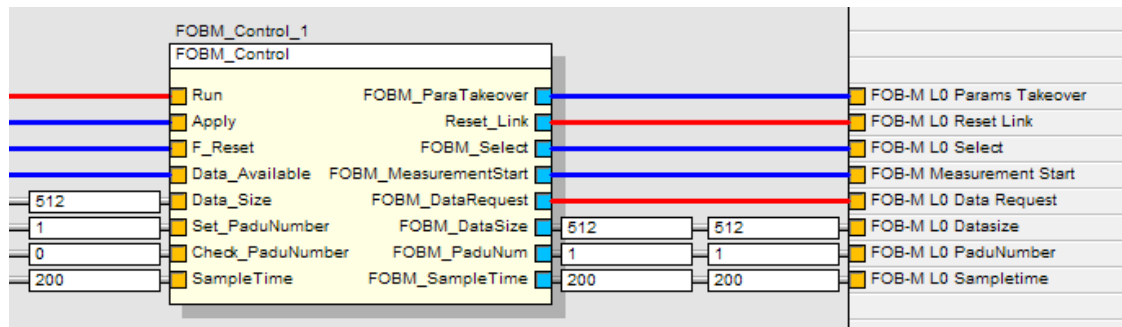 FOBM_Control_1
FOBM_Control
Run FOBM_ParaTakeover FOB-M L0 Params Takeover
Apply Reset_Link FOB-M L0 Reset Link
F_Reset FOBM_Select FOB-M L0 Select
Data_Available FOBM_MeasurementStart FOB-M Measurement Start
512 Data_Size FOBM_DataRequest FOB-M L0 Data Request
1 Set_PaduNumber FOBM_DataSize 512 512 FOB-M L0 Datasize
0 Check_PaduNumber FOBM_PaduNum 1 1 FOB-M L0 PaduNumber
200 SampleTime FOBM_SampleTime 200 200 FOB-M L0 Sampletime